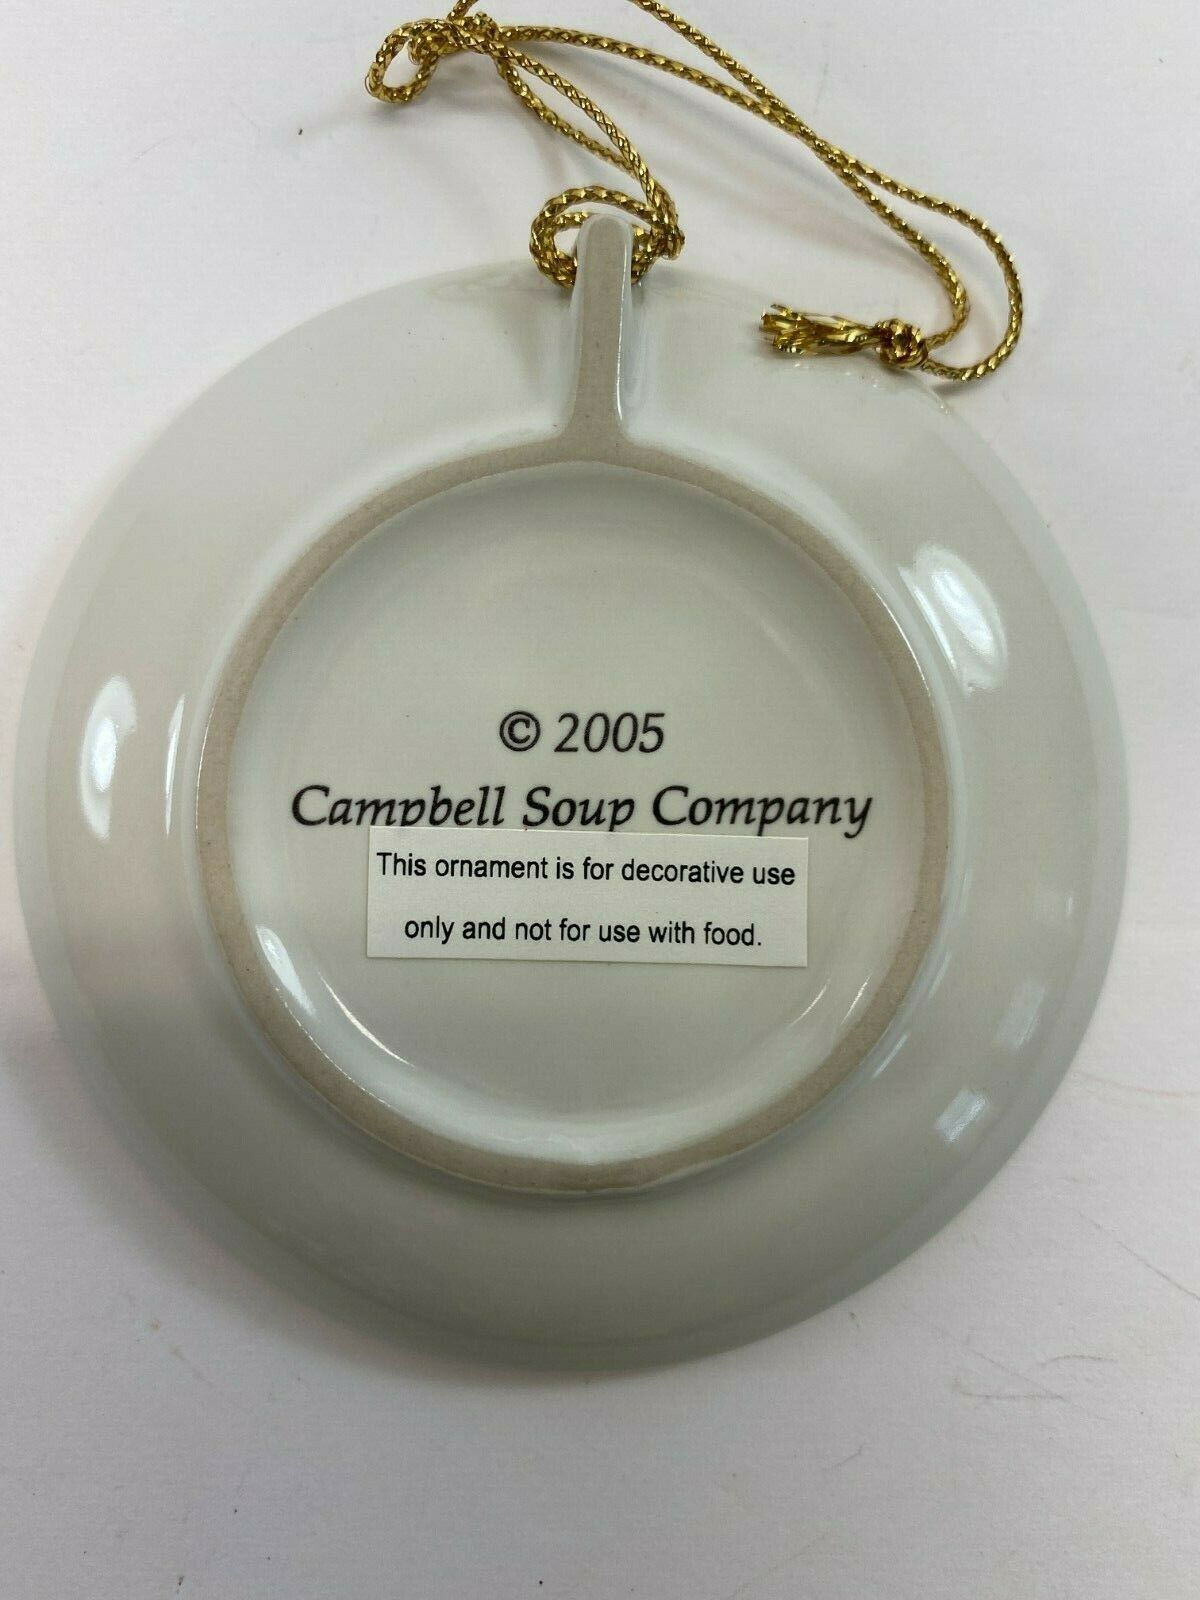 © 2005
Campbell Soup Company
This ornament is for decorative use
only and not for use with food.